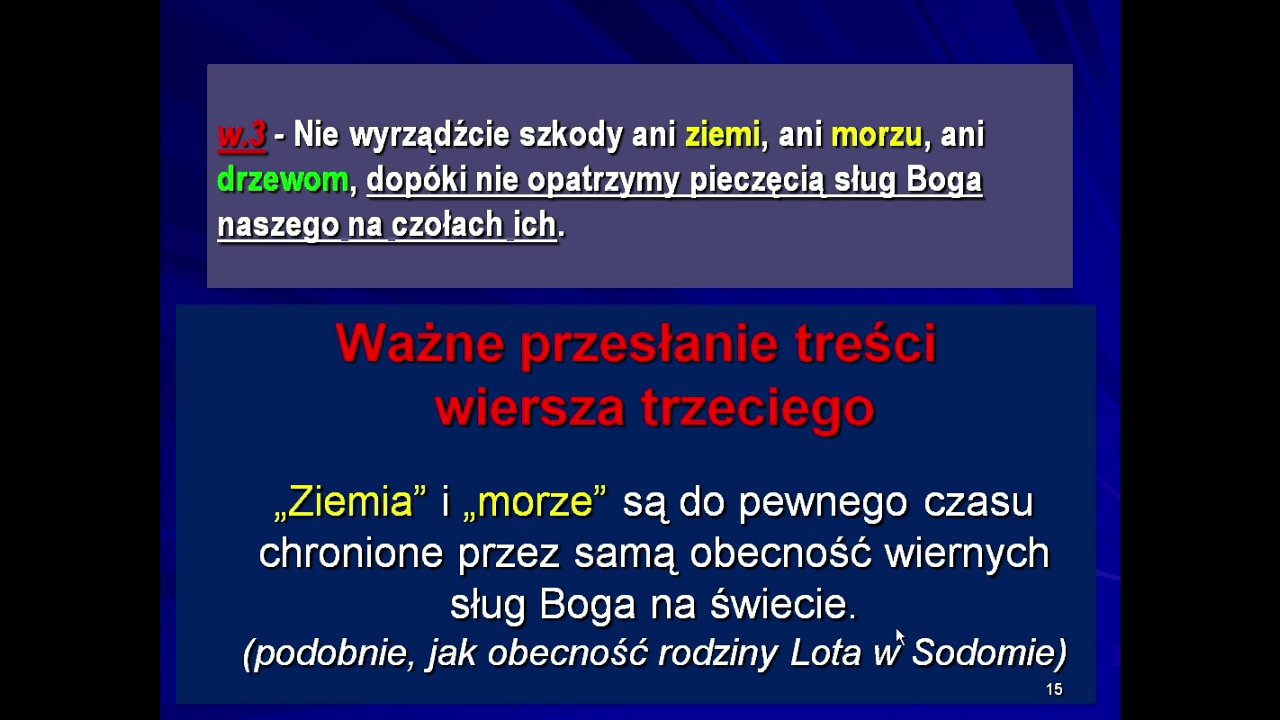 w.3 - Nie wyrządźcie szkody ani ziemi, ani morzu, ani
drzewom, dopóki nie opatrzymy pieczęcią sług Boga
naszego na czołach ich.
Ważne przesłanie treści
wiersza trzeciego
„Ziemia” i „morze” są do pewnego czasu
chronione przez samą obecność wiernych
sług Boga na świecie.
(podobnie, jak obecność rodziny Lota w Sodomie)
15